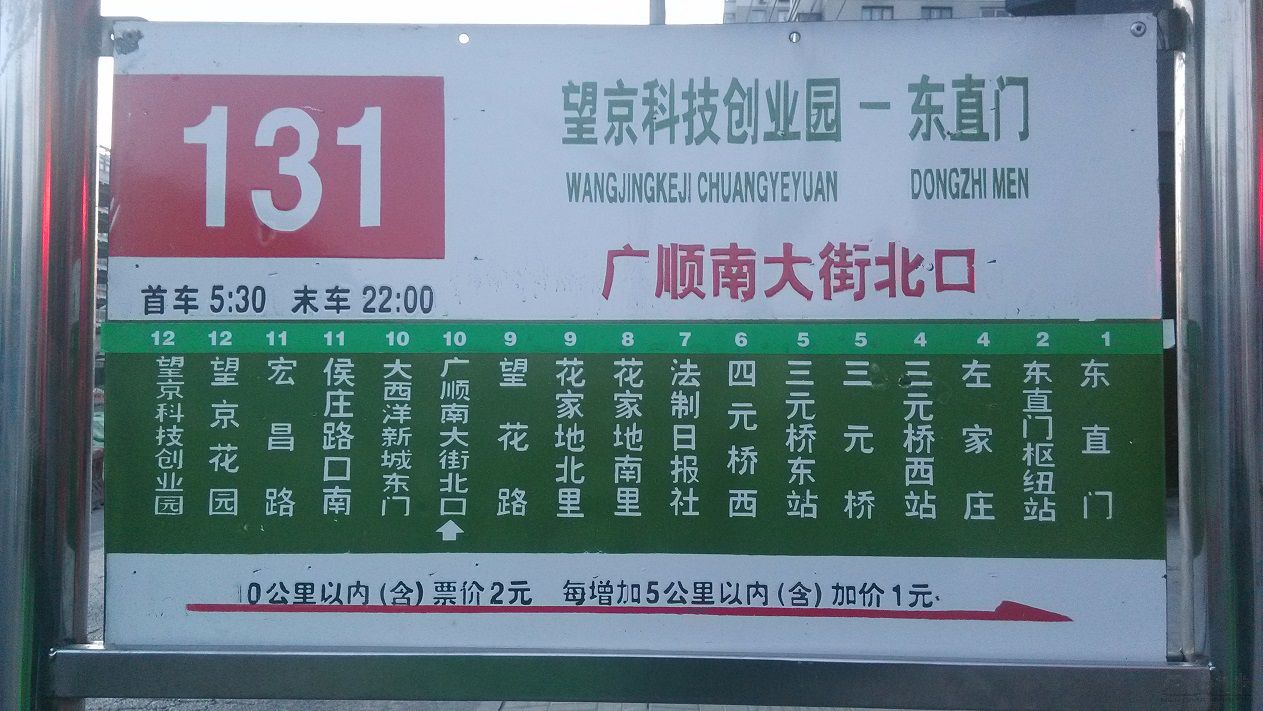 131
望京科技创业园 — 东直门
WANGJINGKEJI CHUANGYEYUAN DONGZHI MEN
广顺南大街北口
首车 5:30 末车 22:00
12 12 11 11 10 10 9 9 8 7 6 5 5 4 4 2 1
望京科技创业园
望京花园
宏昌路
侯庄路口南
大西洋新城东门
广顺南大街北口
望花路
花家地北里
花家地南里
法制日报社
四元桥西
三元桥东站
三元桥
三元桥西站
左家庄
东直门枢纽站
东直门
10公里以内(含)票价2元 每增加5公里以内(含)加价1元